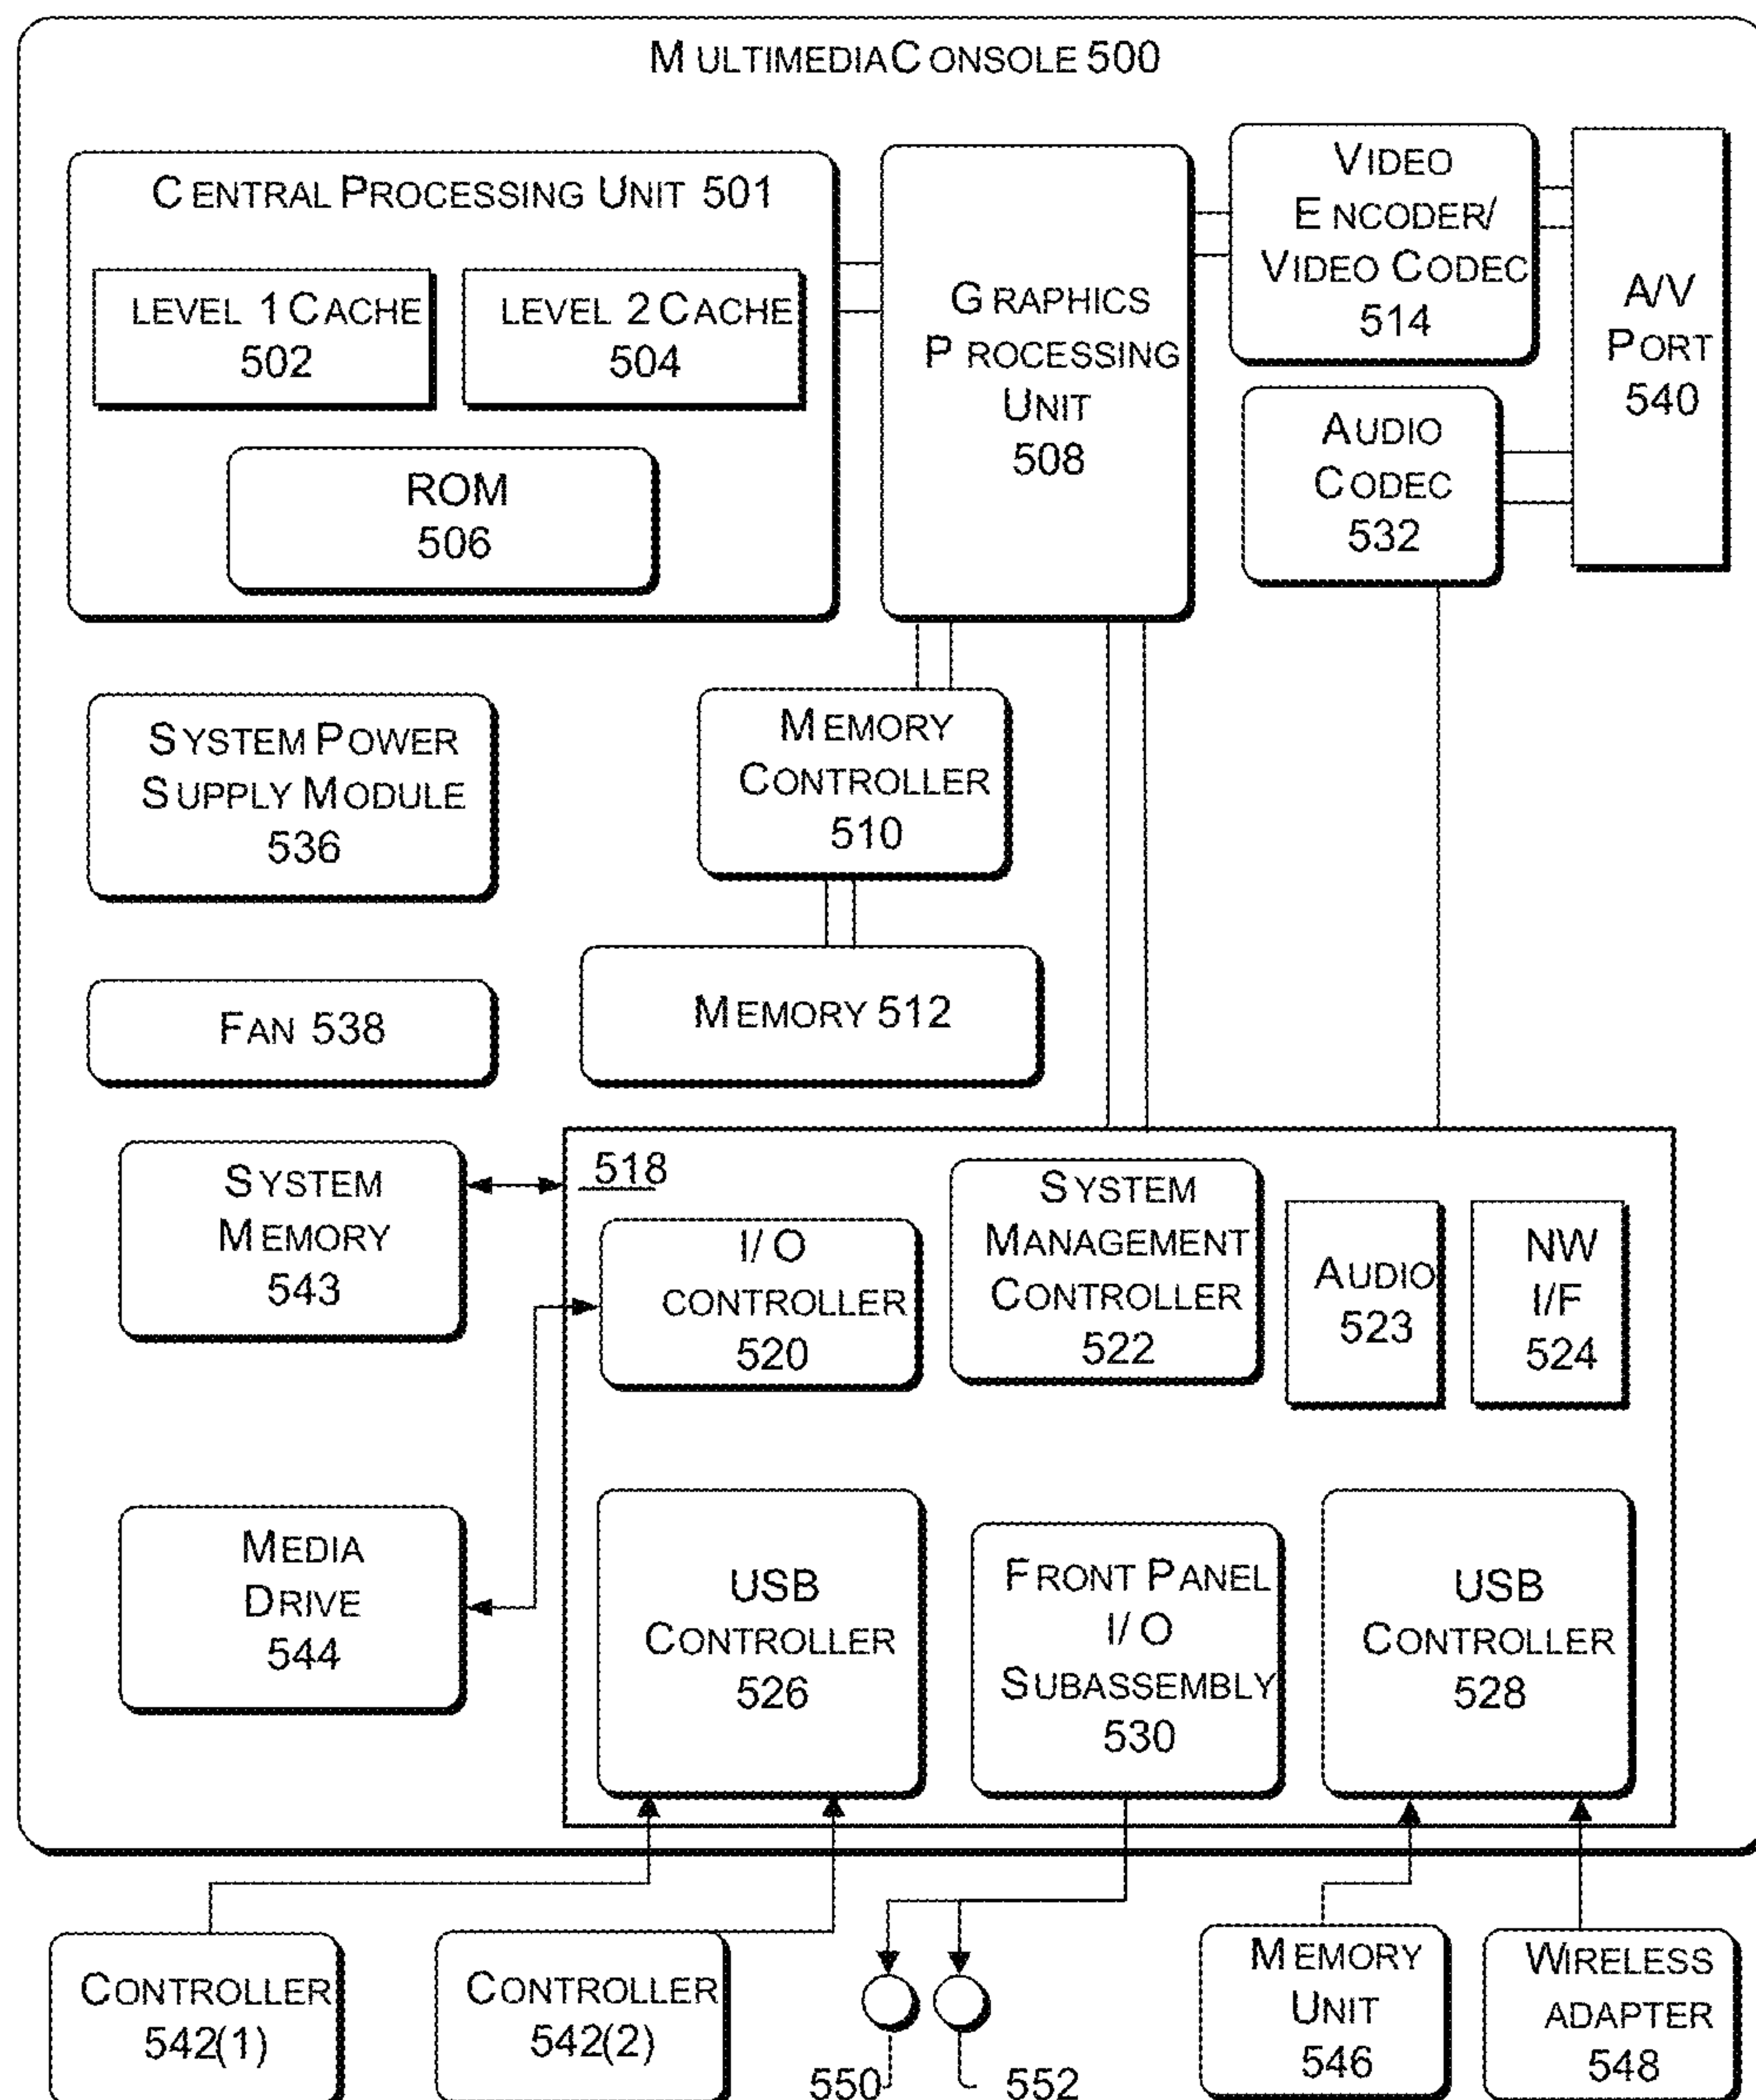 MULTIMEDIA CONSOLE 500
CENTRAL PROCESSING UNIT 501
LEVEL 1 CACHE
502
LEVEL 2 CACHE
504
ROM
506
GRAPHICS
PROCESSING
UNIT
508
VIDEO
ENCODER/
VIDEO CODEC
514
A/V
PORT
540
AUDIO
CODEC
532
SYSTEM POWER
SUPPLY MODULE
536
MEMORY
CONTROLLER
510
FAN 538
MEMORY 512
SYSTEM
MEMORY
543
518
I/O
CONTROLLER
520
SYSTEM
MANAGEMENT
CONTROLLER
522
AUDIO
523
NW
I/F
524
MEDIA
DRIVE
544
USB
CONTROLLER
526
FRONT PANEL
I/O
SUBASSEMBLY
530
USB
CONTROLLER
528
CONTROLLER
542(1)
CONTROLLER
542(2)
550
552
MEMORY
UNIT
546
WIRELESS
ADAPTER
548